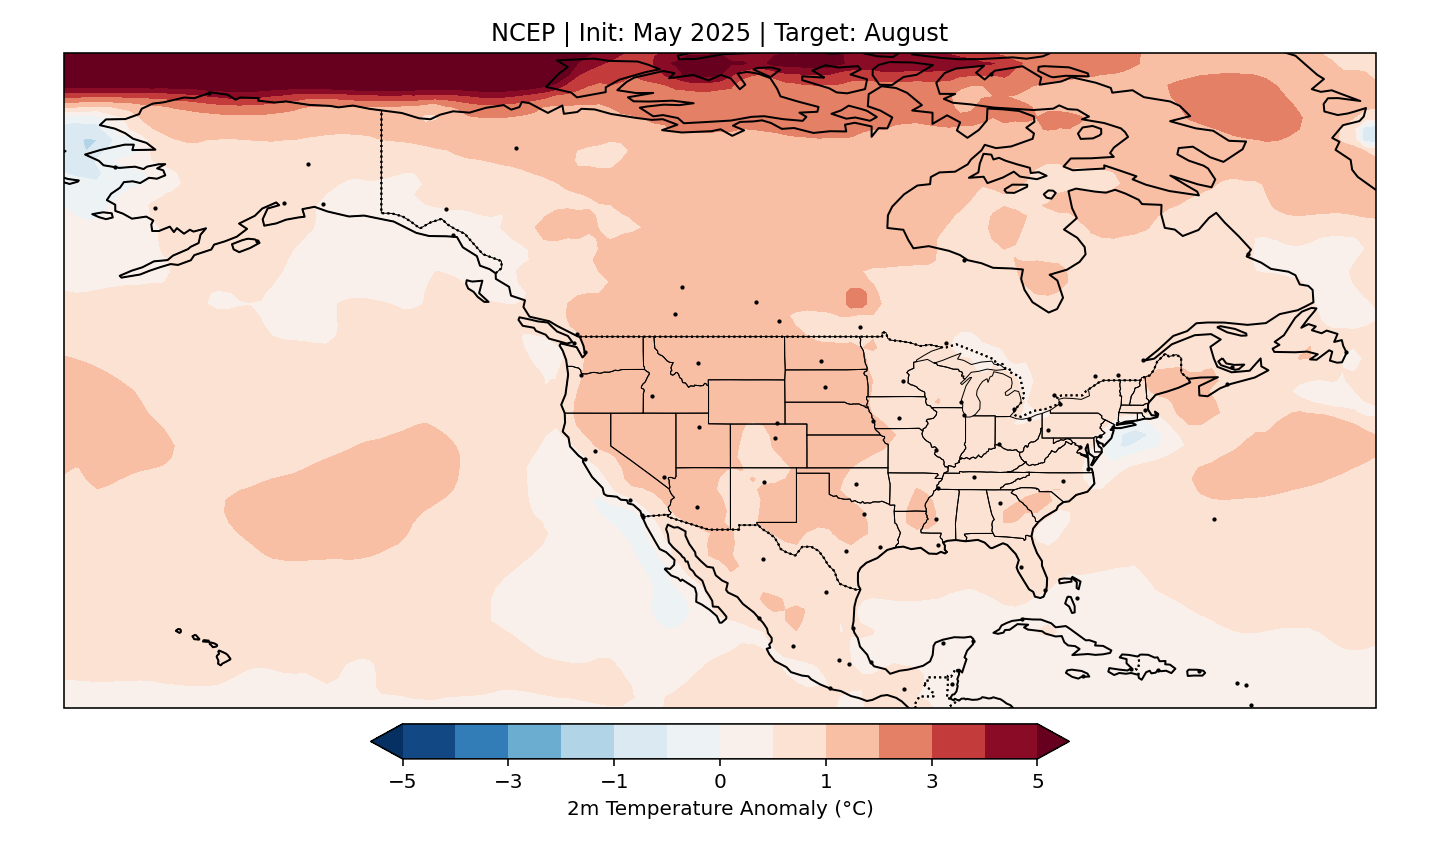 NCEP | Init: May 2025 | Target: August
−5 −3 −1 0 1 3 5
2m Temperature Anomaly (°C)